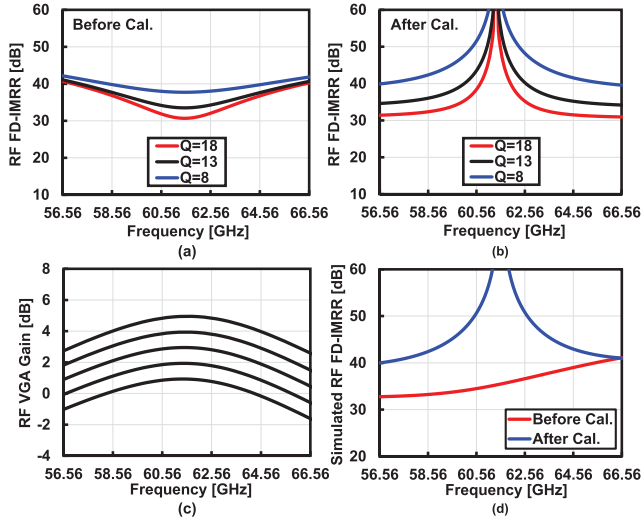 60
50
40
30
20
10
RF FD-IMRR [dB]
Before Cal.
Q=18
Q=13
Q=8
56.56 58.56 60.56 62.56 64.56 66.56
Frequency [GHz]
(a)
60
50
40
30
20
10
RF FD-IMRR [dB]
After Cal.
Q=18
Q=13
Q=8
56.56 58.56 60.56 62.56 64.56 66.56
Frequency [GHz]
(b)
8
6
4
2
0
-2
-4
RF VGA Gain [dB]
56.56 58.56 60.56 62.56 64.56 66.56
Frequency [GHz]
(c)
60
50
40
30
20
Simulated RF FD-IMRR [dB]
Before Cal.
After Cal.
56.56 58.56 60.56 62.56 64.56 66.56
Frequency [GHz]
(d)